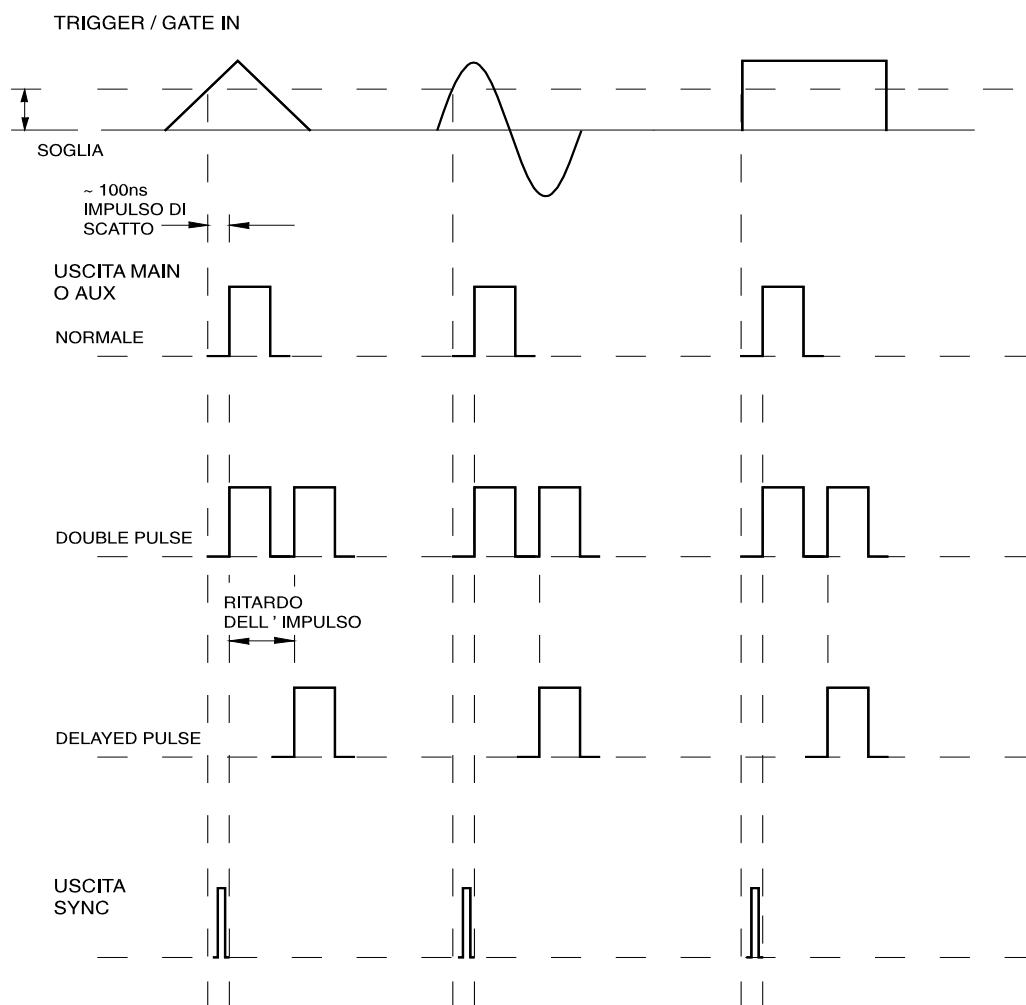 TRIGGER / GATE IN
SOGLIA
~ 100ns
IMPULSO DI
SCATTO
USCITA MAIN
O AUX
NORMALE
DOUBLE PULSE
RITARDO
DELL ' IMPULSO
DELAYED PULSE
USCITA
SYNC